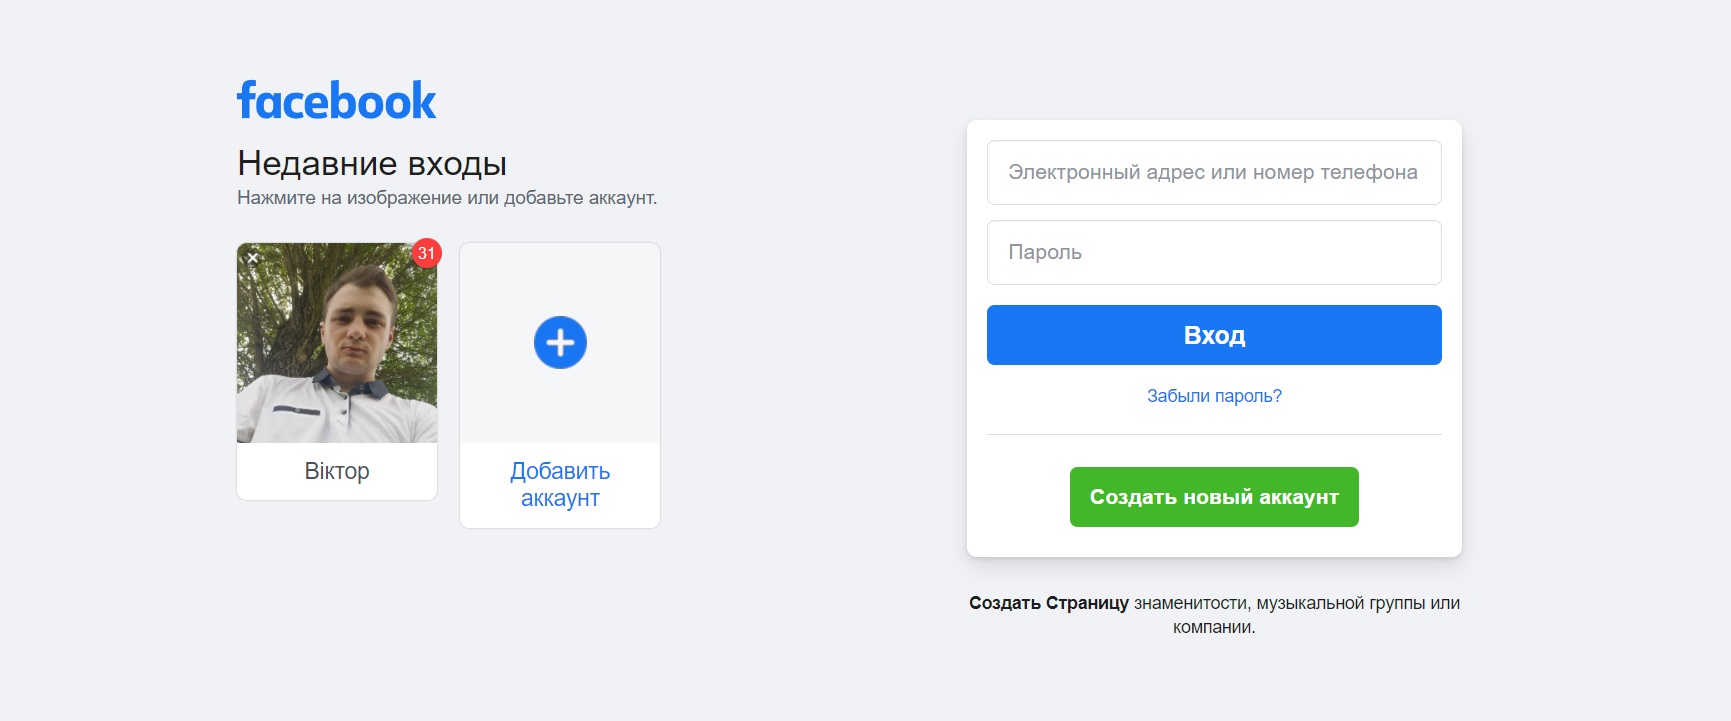 facebook
Недавние входы
Нажмите на изображение или добавьте аккаунт.
31
Віктор
Добавить
аккаунт
Электронный адрес или номер телефона
Пароль
Вход
Забыли пароль?
Создать новый аккаунт
Создать Страницу знаменитости, музыкальной группы или
компании.